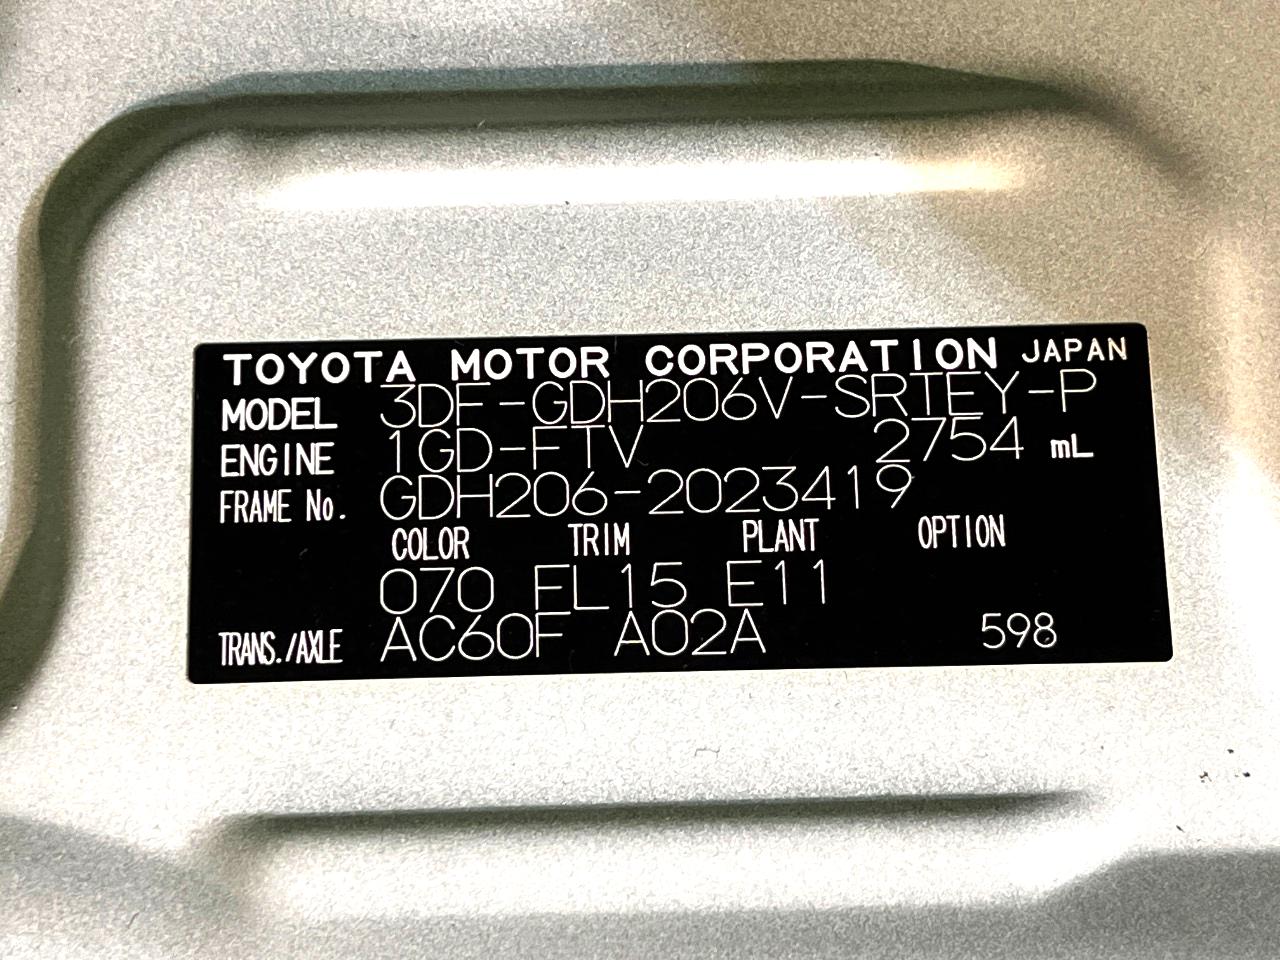 TOYOTA MOTOR CORPORATION JAPAN
MODEL 3DF-GDH206V-SRTEY-P
ENGINE 1GD-FTV 2754 mL
FRAME No. GDH206-2023419
COLOR TRIM PLANT OPTION
070 FL15 E11
TRANS./AXLE AC60F A02A 598